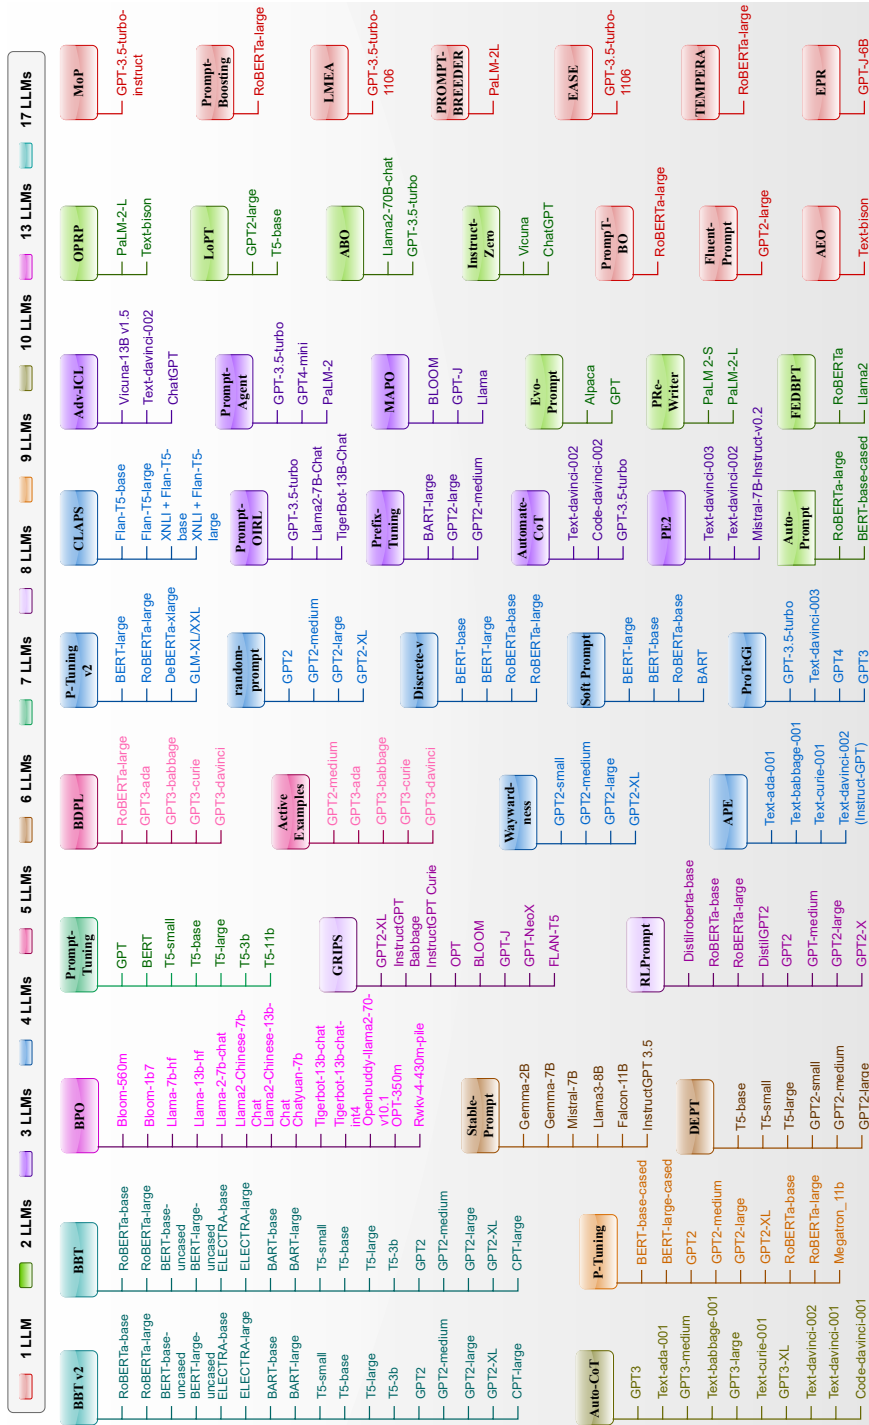 1 LLM
2 LLMs
3 LLMs
4 LLMs
5 LLMs
6 LLMs
7 LLMs
8 LLMs
9 LLMs
10 LLMs
13 LLMs
17 LLMs
BBT v2
RoBERTa-base
RoBERTa-large
BERT-base-
uncased
BERT-large-
uncased
ELECTRA-base
ELECTRA-large
BART-base
BART-large
T5-small
T5-base
T5-large
T5-3b
GPT2
GPT2-medium
GPT2-large
GPT2-XL
CPT-large
Auto-CoT
GPT3
Text-ada-001
GPT3-medium
Text-babbage-001
GPT3-large
Text-curie-001
GPT3-XL
Text-davinci-002
Text-davinci-001
Code-davinci-001
BBT
RoBERTa-base
RoBERTa-large
BERT-base-
uncased
BERT-large-
uncased
ELECTRA-base
ELECTRA-large
BART-base
BART-large
T5-small
T5-base
T5-large
T5-3b
GPT2
GPT2-medium
GPT2-large
GPT2-XL
CPT-large
P-Tuning
BERT-base-cased
BERT-large-cased
GPT2
GPT2-medium
GPT2-large
GPT2-XL
RoBERTa-base
RoBERTa-large
Megatron_11b
BPO
Bloom-560m
Bloom-1b7
Llama-7b-hf
Llama-13b-hf
Llama-2-7b-chat
Llama2-Chinese-7b-
Chat
Llama2-Chinese-13b-
Chat
Chatyuan-7b
Tigerbot-13b-chat
Tigerbot-13b-chat-
int4
Openbuddy-llama2-70-
v10.1
OPT-350m
Rwkv-4-430m-pile
Stable-
Prompt
Gemma-2B
Gemma-7B
Mistral-7B
Llama3-8B
Falcon-11B
InstructGPT 3.5
DEPT
T5-base
T5-small
T5-large
GPT2-small
GPT2-medium
GPT2-large
Prompt-
Tuning
GPT
BERT
T5-small
T5-base
T5-large
T5-3b
T5-11b
GRIPS
GPT2-XL
InstructGPT
Babbage
InstructGPT Curie
OPT
BLOOM
GPT-J
GPT-NeoX
FLAN-T5
RLPrompt
Distilroberta-base
RoBERTa-base
RoBERTa-large
DistilGPT2
GPT2
GPT-medium
GPT2-large
GPT2-X
BDPL
RoBERTa-large
GPT3-ada
GPT3-babbage
GPT3-curie
GPT3-davinci
Active
Examples
GPT2-medium
GPT3-ada
GPT3-babbage
GPT3-curie
GPT3-davinci
Wayward-
ness
GPT2-small
GPT2-medium
GPT2-large
GPT2-XL
APE
Text-ada-001
Text-babbage-001
Text-curie-001
Text-davinci-002
(Instruct-GPT)
P-Tuning
v2
BERT-large
RoBERTa-large
DeBERTa-xlarge
GLM-XL/XXL
random-
prompt
GPT2
GPT2-medium
GPT2-large
GPT2-XL
Discrete-v
BERT-base
BERT-large
RoBERTa-base
RoBERTa-large
Soft Prompt
BERT-large
BERT-base
RoBERTa-base
BART
ProTeGi
GPT-3.5-turbo
Text-davinci-003
GPT4
GPT3
CLAPS
Flan-T5-base
Flan-T5-large
XNLI + Flan-T5-
base
XNLI + Flan-T5-
large
Prompt-
OIRL
GPT-3.5-turbo
Llama2-7B-Chat
TigerBot-13B-Chat
Prefix-
Tuning
BART-large
GPT2-large
GPT2-medium
Automate-
CoT
Text-davinci-002
Code-davinci-002
GPT-3.5-turbo
PE2
Text-davinci-003
Text-davinci-002
Mistral-7B-Instruct-v0.2
Auto-
Prompt
RoBERTa-large
BERT-base-cased
Adv-ICL
Vicuna-13B v1.5
Text-davinci-002
ChatGPT
Prompt-
Agent
GPT-3.5-turbo
GPT4-mini
PaLM-2
MAPO
BLOOM
GPT-J
Llama
Evo-
Prompt
Alpaca
GPT
PRe-
Writer
PaLM 2-S
PaLM-2-L
FEDBPT
RoBERTa
Llama2
OPRP
PaLM-2-L
Text-bison
LoPT
GPT2-large
T5-base
ABO
Llama2-70B-chat
GPT-3.5-turbo
Instruct-
Zero
Vicuna
ChatGPT
PrompT-
BO
RoBERTa-large
Fluent-
Prompt
GPT2-large
AEO
Text-bison
MoP
GPT-3.5-turbo-
instruct
Prompt-
Boosting
RoBERTa-large
LMEA
GPT-3.5-turbo-
1106
PROMPT-
BREEDER
PaLM-2L
EASE
GPT-3.5-turbo-
1106
TEMPERA
RoBERTa-large
EPR
GPT-J-6B